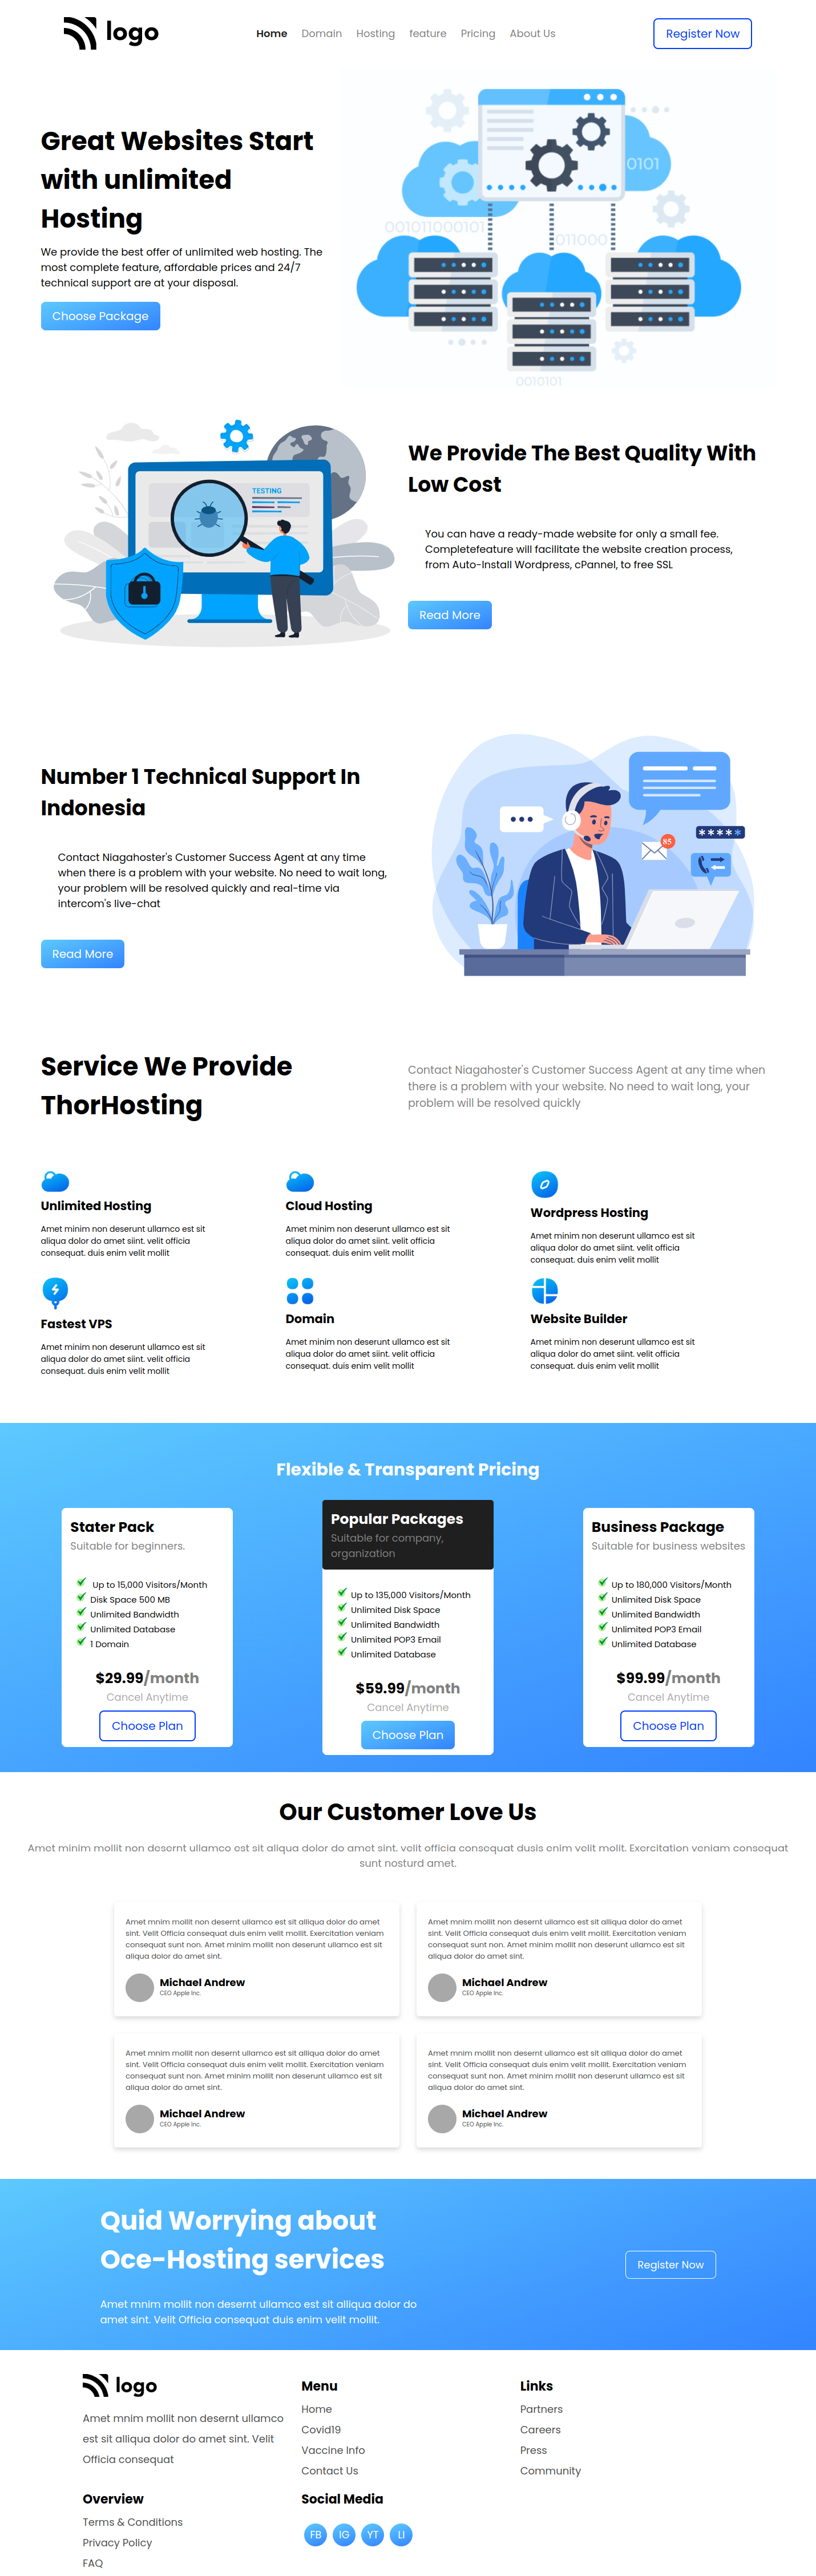 logo
Home Domain Hosting feature Pricing About Us
Register Now
Great Websites Start
with unlimited
Hosting
We provide the best offer of unlimited web hosting. The
most complete feature, affordable prices and 24/7
technical support are at your disposal.
Choose Package
0101
001011000101
011000
0010101
TESTING
We Provide The Best Quality With
Low Cost
You can have a ready-made website for only a small fee.
Completefeature will facilitate the website creation process,
from Auto-Install Wordpress, cPannel, to free SSL
Read More
Number 1 Technical Support In
Indonesia
Contact Niagahoster's Customer Success Agent at any time
when there is a problem with your website. No need to wait long,
your problem will be resolved quickly and real-time via
intercom's live-chat
Read More
85
*****
Service We Provide
ThorHosting
Contact Niagahoster's Customer Success Agent at any time when
there is a problem with your website. No need to wait long, your
problem will be resolved quickly
Unlimited Hosting
Amet minim non deserunt ullamco est sit
aliqua dolor do amet siint. velit officia
consequat. duis enim velit mollit
Cloud Hosting
Amet minim non deserunt ullamco est sit
aliqua dolor do amet siint. velit officia
consequat. duis enim velit mollit
Wordpress Hosting
Amet minim non deserunt ullamco est sit
aliqua dolor do amet siint. velit officia
consequat. duis enim velit mollit
Fastest VPS
Amet minim non deserunt ullamco est sit
aliqua dolor do amet siint. velit officia
consequat. duis enim velit mollit
Domain
Amet minim non deserunt ullamco est sit
aliqua dolor do amet siint. velit officia
consequat. duis enim velit mollit
Website Builder
Amet minim non deserunt ullamco est sit
aliqua dolor do amet siint. velit officia
consequat. duis enim velit mollit
Flexible & Transparent Pricing
Stater Pack
Suitable for beginners.
Up to 15,000 Visitors/Month
Disk Space 500 MB
Unlimited Bandwidth
Unlimited Database
1 Domain
$29.99/month
Cancel Anytime
Choose Plan
Popular Packages
Suitable for company,
organization
Up to 135,000 Visitors/Month
Unlimited Disk Space
Unlimited Bandwidth
Unlimited POP3 Email
Unlimited Database
$59.99/month
Cancel Anytime
Choose Plan
Business Package
Suitable for business websites
Up to 180,000 Visitors/Month
Unlimited Disk Space
Unlimited Bandwidth
Unlimited POP3 Email
Unlimited Database
$99.99/month
Cancel Anytime
Choose Plan
Our Customer Love Us
Amet minim mollit non desernt ullamco est sit aliqua dolor do amet sint. velit officia consequat dusis enim velit molit. Exercitation veniam consequat
sunt nosturd amet.
Amet mnim mollit non desernt ullamco est sit alliqua dolor do amet
sint. Velit Officia consequat duis enim velit mollit. Exercitation veniam
consequat sunt non. Amet minim mollit non deserunt ullamco est sit
aliqua dolor do amet sint.
Michael Andrew
CEO Apple Inc.
Amet mnim mollit non desernt ullamco est sit alliqua dolor do amet
sint. Velit Officia consequat duis enim velit mollit. Exercitation veniam
consequat sunt non. Amet minim mollit non deserunt ullamco est sit
aliqua dolor do amet sint.
Michael Andrew
CEO Apple Inc.
Amet mnim mollit non desernt ullamco est sit alliqua dolor do amet
sint. Velit Officia consequat duis enim velit mollit. Exercitation veniam
consequat sunt non. Amet minim mollit non deserunt ullamco est sit
aliqua dolor do amet sint.
Michael Andrew
CEO Apple Inc.
Amet mnim mollit non desernt ullamco est sit alliqua dolor do amet
sint. Velit Officia consequat duis enim velit mollit. Exercitation veniam
consequat sunt non. Amet minim mollit non deserunt ullamco est sit
aliqua dolor do amet sint.
Michael Andrew
CEO Apple Inc.
Quid Worrying about
Oce-Hosting services
Amet mnim mollit non desernt ullamco est sit alliqua dolor do
amet sint. Velit Officia consequat duis enim velit mollit.
Register Now
logo
Amet mnim mollit non desernt ullamco
est sit alliqua dolor do amet sint. Velit
Officia consequat
Menu
Home
Covid19
Vaccine Info
Contact Us
Links
Partners
Careers
Press
Community
Overview
Terms & Conditions
Privacy Policy
FAQ
Social Media
FB IG YT LI